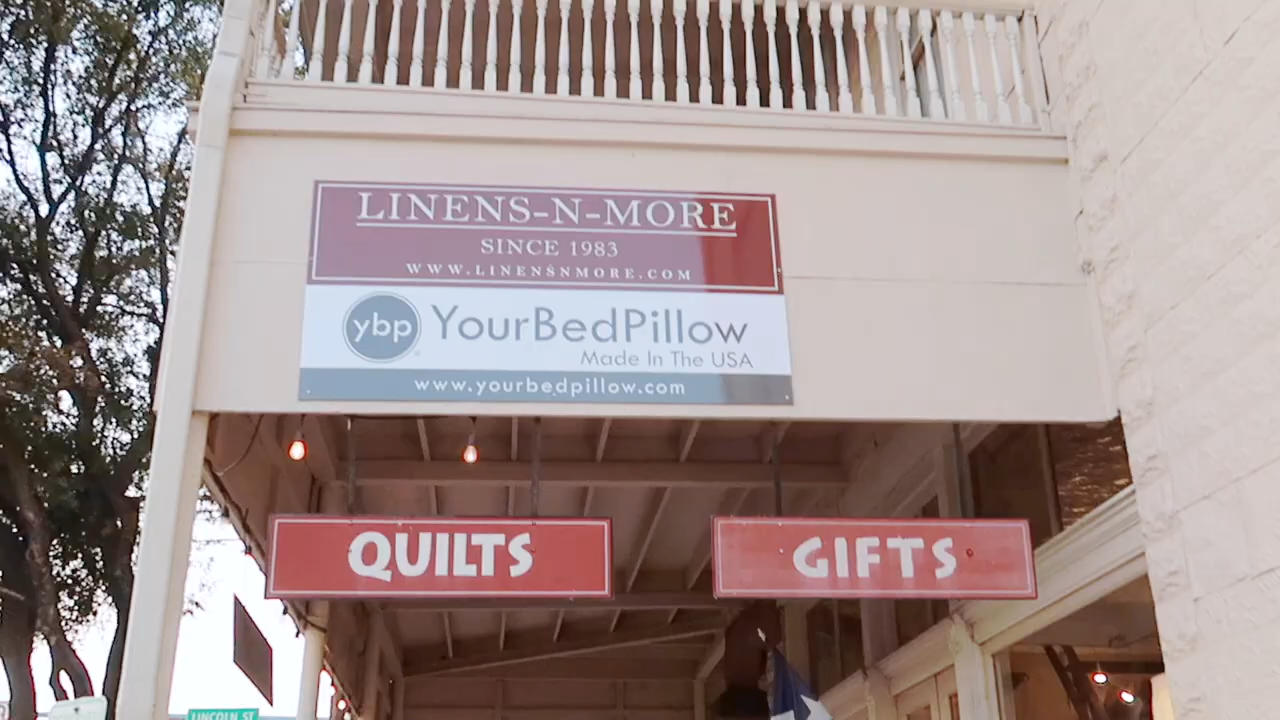 LINENS-N-MORE
SINCE 1983
WWW.LINENSNMORE.COM
ybp YourBedPillow
Made In The USA
www.yourbedpillow.com
QUILTS
GIFTS
LINCOLN ST